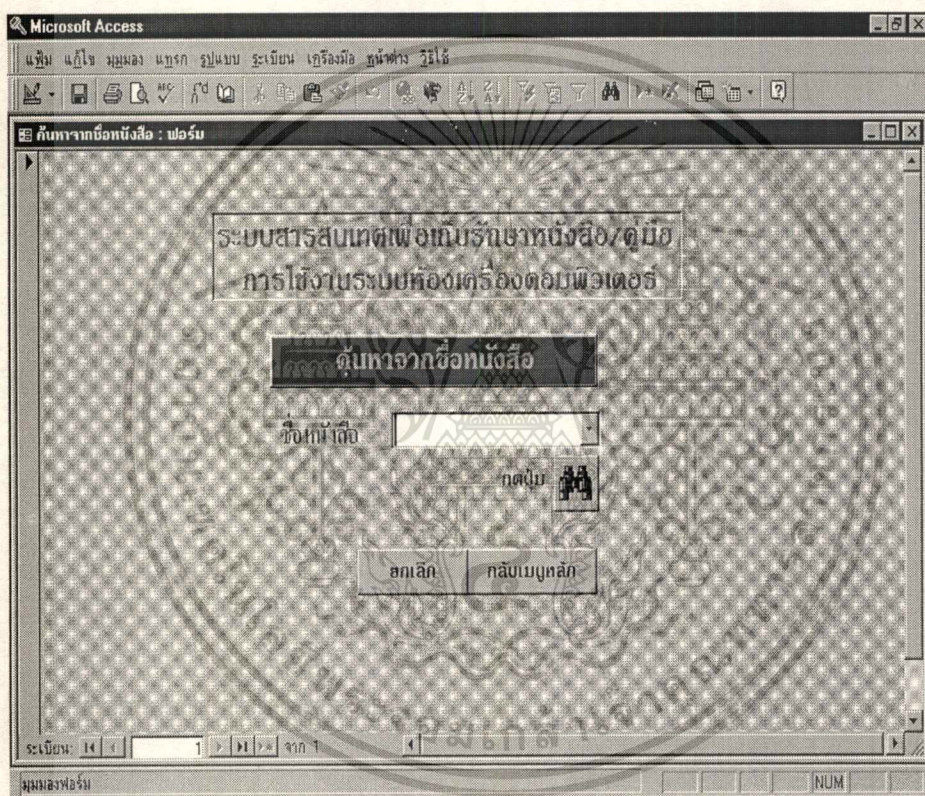 Microsoft Access
แฟ้ม แก้ไข มุมมอง แทรก รูปแบบ ระเบียน เครื่องมือ หน้าต่าง วิธีใช้
ค้นหาจากชื่อหนังสือ : ฟอร์ม
ระบบสารสนเทศเพื่อเก็บรักษาหนังสือ/คู่มือ
การใช้งานระบบห้องเครื่องคอมพิวเตอร์
ค้นหาจากชื่อหนังสือ
ชื่อหนังสือ
กดปุ่ม
ยกเลิก กลับเมนูหลัก
ระเบียน: 1 จาก 1
มุมมองฟอร์ม NUM